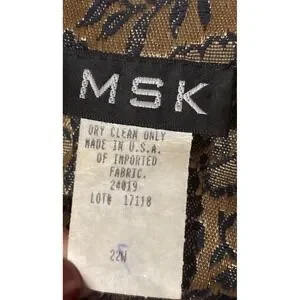 MSK
DRY CLEAN ONLY
MADE IN U.S.A.
OF IMPORTED
FABRIC.
24019
LOT# 17118
22W